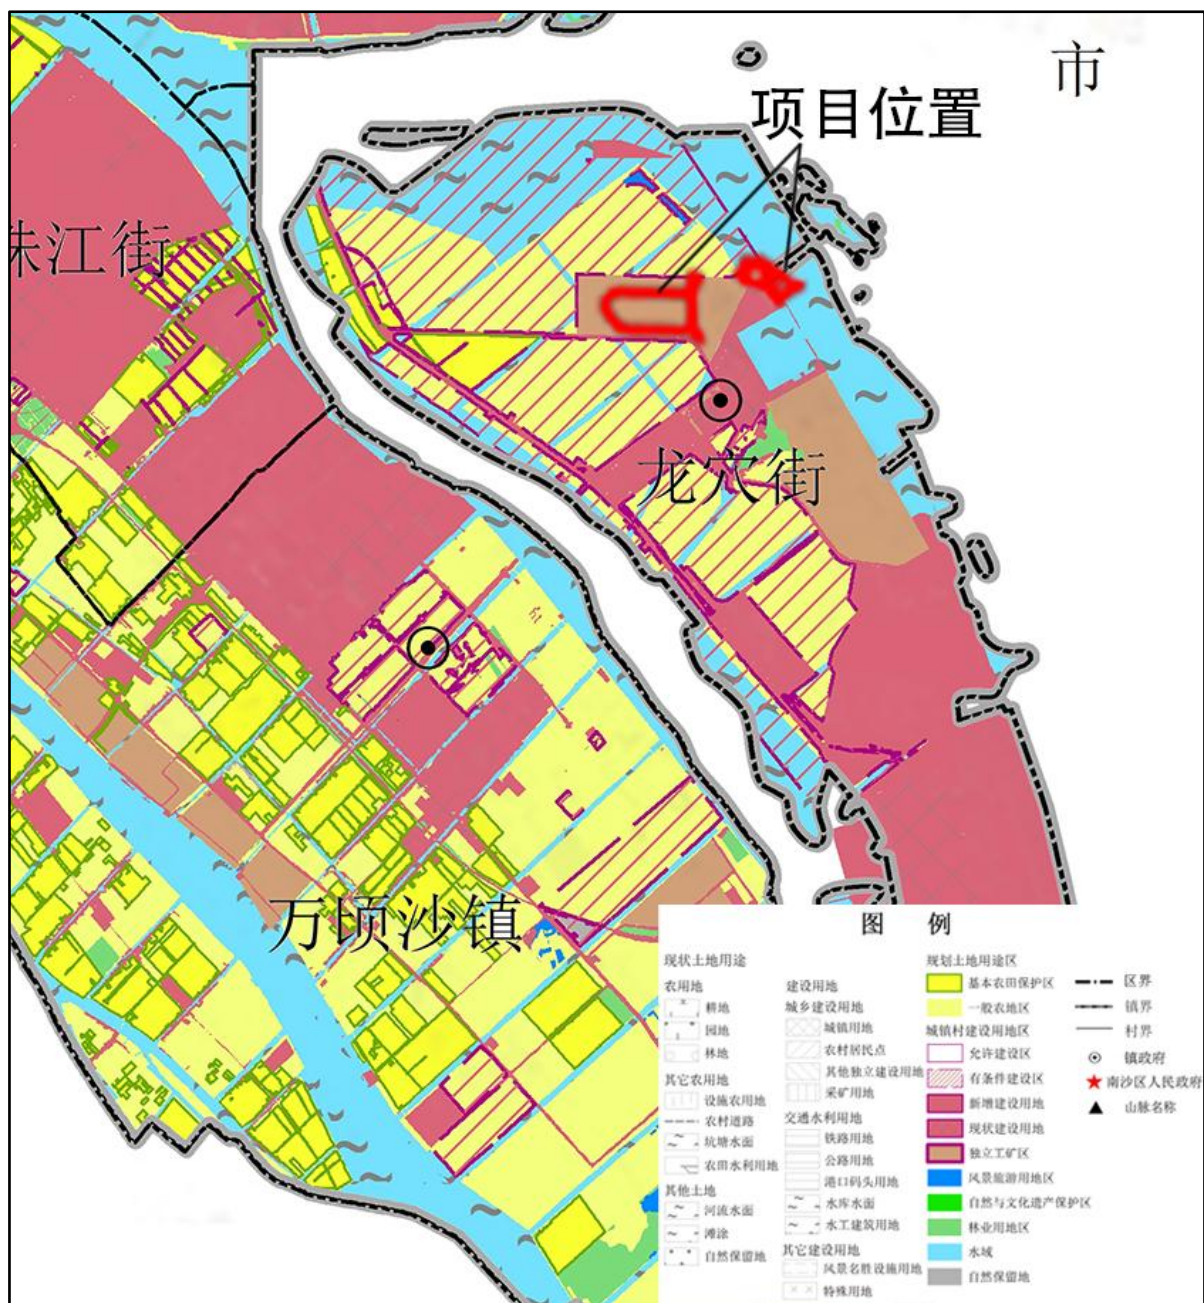 市
项目位置
珠江街
龙穴街
万顷沙镇
图 例
现状土地用途
农用地
耕地
园地
林地
其它农用地
设施农用地
农村道路
坑塘水面
农田水利用地
其他土地
河流水面
滩涂
自然保留地
建设用地
城乡建设用地
城镇用地
农村居民点
其他独立建设用地
采矿用地
交通水利用地
铁路用地
公路用地
港口码头用地
水库水面
水工建筑用地
其它建设用地
风景名胜设施用地
特殊用地
规划土地用途区
基本农田保护区
一般农地区
城镇村建设用地区
允许建设区
有条件建设区
新增建设用地
现状建设用地
独立工矿区
风景旅游用地区
自然与文化遗产保护区
林业用地区
水域
自然保留地
区界
镇界
村界
镇政府
南沙区人民政府
山脉名称